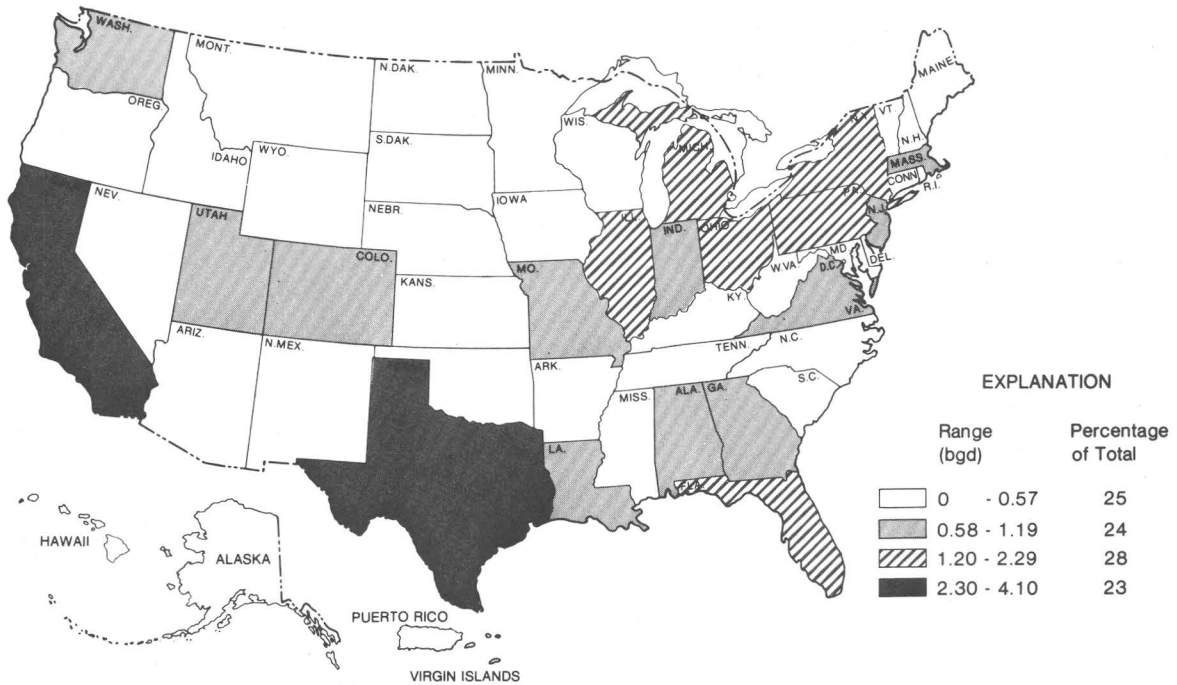 WASH.
MONT.
N.DAK.
MINN.
MAINE
OREG.
WIS.
N.Y.
VT.
N.H.
IDAHO
WYO.
S.DAK.
MICH.
MASS.
CONN.
R.I.
NEV.
UTAH
NEBR.
IOWA
ILL.
IND.
OHIO
PA.
N.J.
COLO.
KANS.
MO.
W.VA.
MD.
DEL.
D.C.
KY.
VA.
ARIZ.
N.MEX.
ARK.
TENN.
N.C.
MISS.
ALA.
GA.
S.C.
LA.
FLA.
HAWAII
ALASKA
PUERTO RICO
VIRGIN ISLANDS
EXPLANATION
Range Percentage
(bgd) of Total
0 - 0.57 25
0.58 - 1.19 24
1.20 - 2.29 28
2.30 - 4.10 23